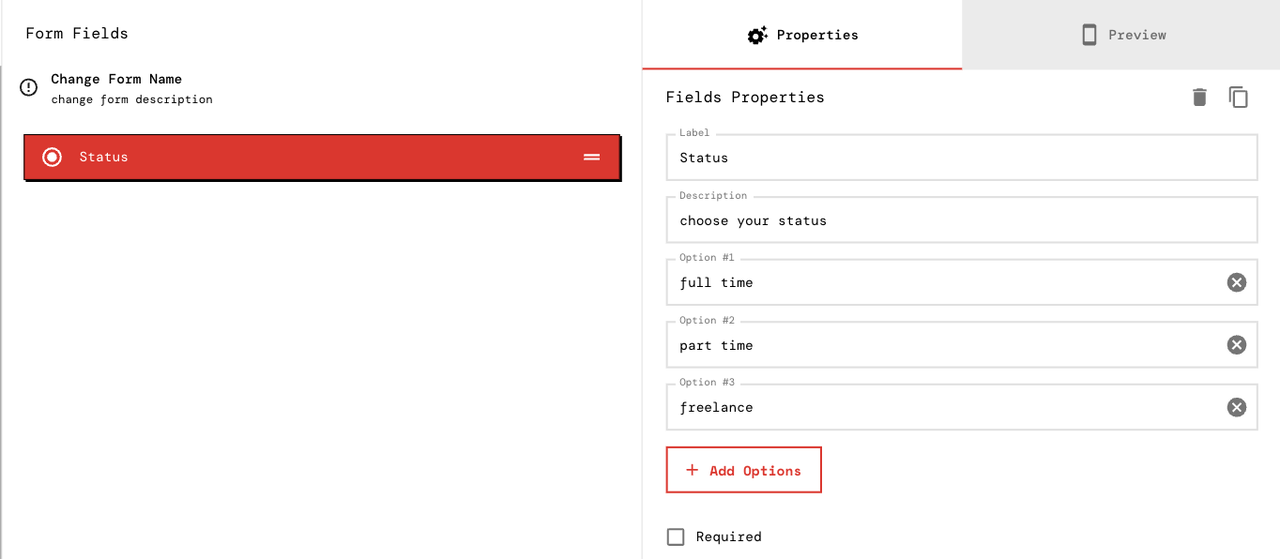 Form Fields
Change Form Name
change form description
Status
Properties
Preview
Fields Properties
Label
Status
Description
choose your status
Option #1
full time
Option #2
part time
Option #3
freelance
+ Add Options
Required